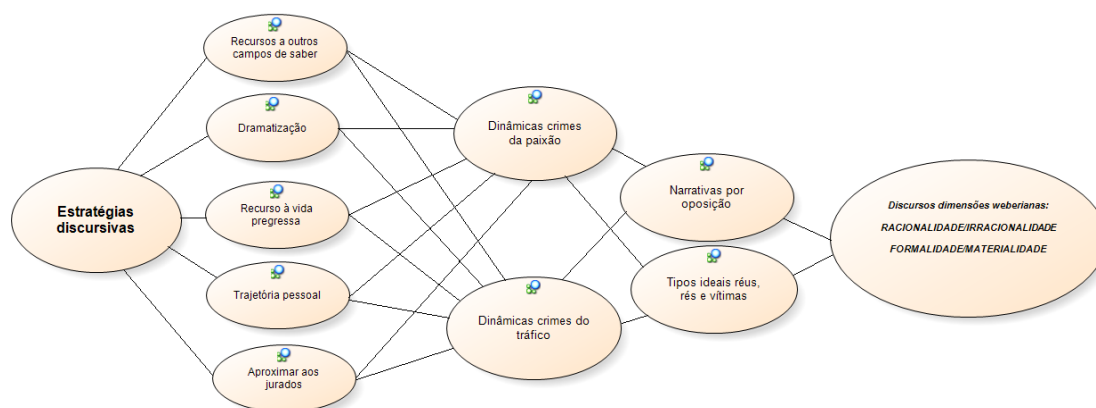 Recursos a outros
campos de saber
Dramatização
Estratégias
discursivas
Recurso à vida
pregressa
Trajetória pessoal
Aproximar aos
jurados
Dinâmicas crimes
da paixão
Dinâmicas crimes do
tráfico
Narrativas por
oposição
Tipos ideais réus,
rés e vítimas
Discursos dimensões weberianas:
RACIONALIDADE/IRRACIONALIDADE
FORMALIDADE/MATERIALIDADE